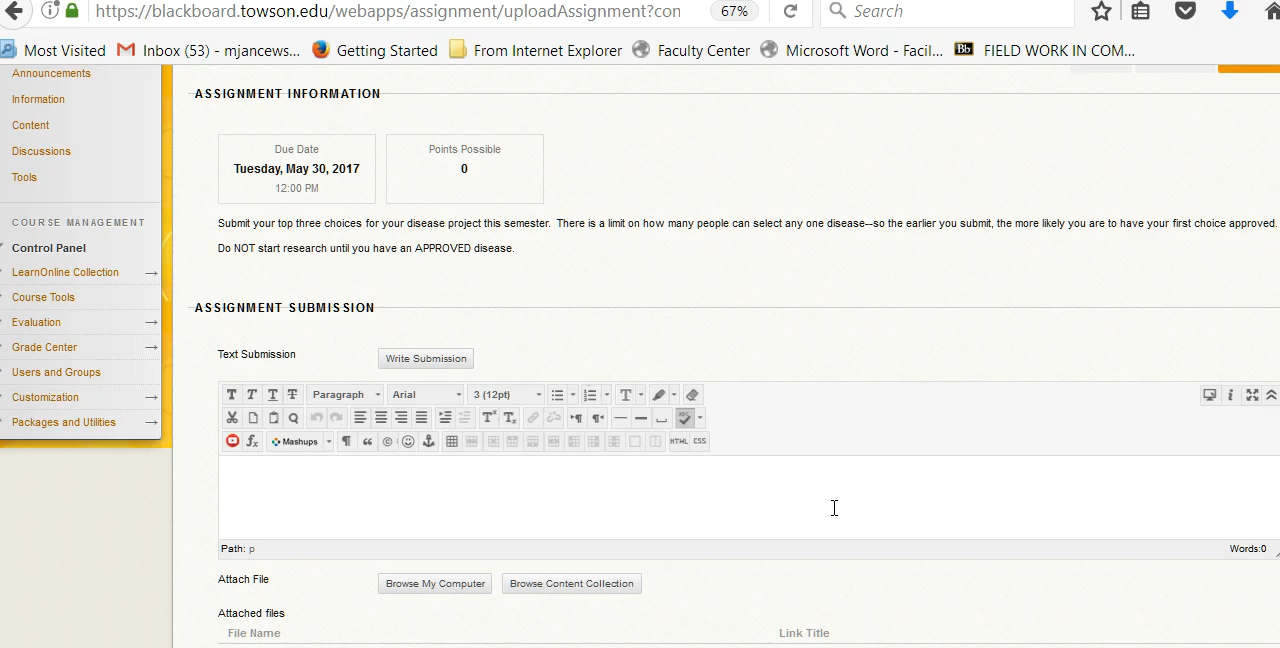 https://blackboard.towson.edu/webapps/assignment/uploadAssignment?con 67% Search
Most Visited Inbox (53) - mjancews... Getting Started From Internet Explorer Faculty Center Microsoft Word - Facil... Bb FIELD WORK IN COM...
Announcements
Information
Content
Discussions
Tools
COURSE MANAGEMENT
Control Panel
LearnOnline Collection
Course Tools
Evaluation
Grade Center
Users and Groups
Customization
Packages and Utilities
ASSIGNMENT INFORMATION
Due Date
Tuesday, May 30, 2017
12:00 PM
Points Possible
0
Submit your top three choices for your disease project this semester. There is a limit on how many people can select any one disease--so the earlier you submit, the more likely you are to have your first choice approved.
Do NOT start research until you have an APPROVED disease.
ASSIGNMENT SUBMISSION
Text Submission Write Submission
T T T T Paragraph Arial 3 (12pt) T
Mashups HTML CSS
Path: p Words:0
Attach File Browse My Computer Browse Content Collection
Attached files
File Name Link Title